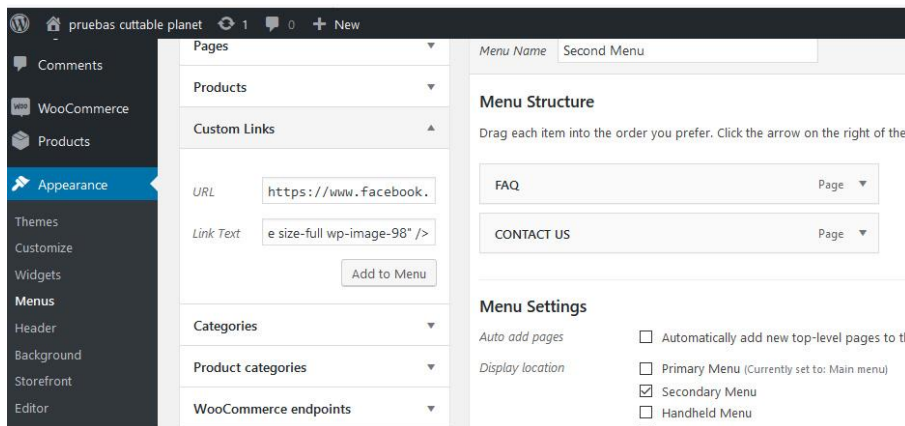 pruebas cuttable planet 1 0 + New
Comments
WooCommerce
Products
Appearance
Themes
Customize
Widgets
Menus
Header
Background
Storefront
Editor
Pages
Products
Custom Links
URL https://www.facebook.
Link Text e size-full wp-image-98" />
Add to Menu
Categories
Product categories
WooCommerce endpoints
Menu Name Second Menu
Menu Structure
Drag each item into the order you prefer. Click the arrow on the right of the
FAQ Page
CONTACT US Page
Menu Settings
Auto add pages Automatically add new top-level pages to
Display location Primary Menu (Currently set to: Main menu)
Secondary Menu
Handheld Menu